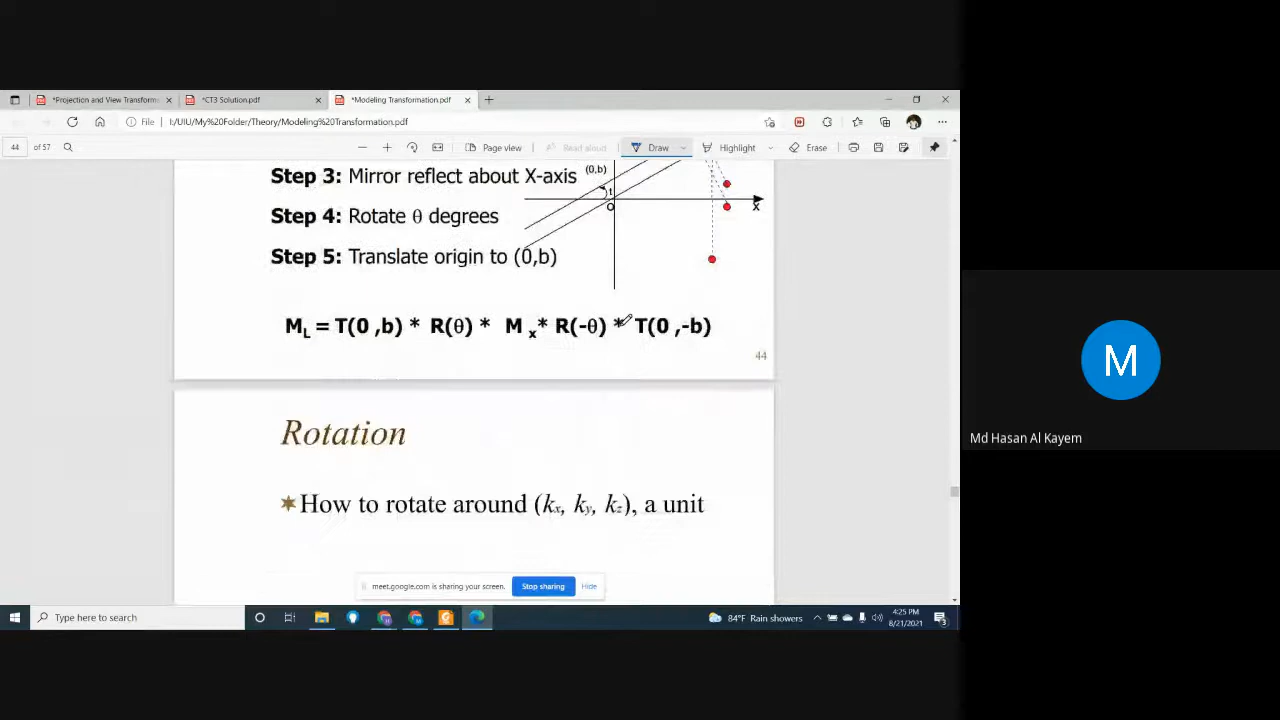 *Projection and View Transform
*CT3 Solution.pdf
*Modeling Transformation.pdf
File
I:/UIU/My%20Folder/Theory/Modeling%20Transformation.pdf
44 of 57
Page view
Read aloud
Draw
Highlight
Erase
Step 3: Mirror reflect about X-axis
(0,b)
t
O
x
Step 4: Rotate θ degrees
Step 5: Translate origin to (0,b)
M_L = T(0 ,b) * R(θ) * M_x* R(-θ) * T(0 ,-b)
44
Rotation
How to rotate around (kx, ky, kz), a unit
meet.google.com is sharing your screen.
Stop sharing
Hide
Type here to search
84°F Rain showers
4:25 PM
8/21/2021
3
M
Md Hasan Al Kayem